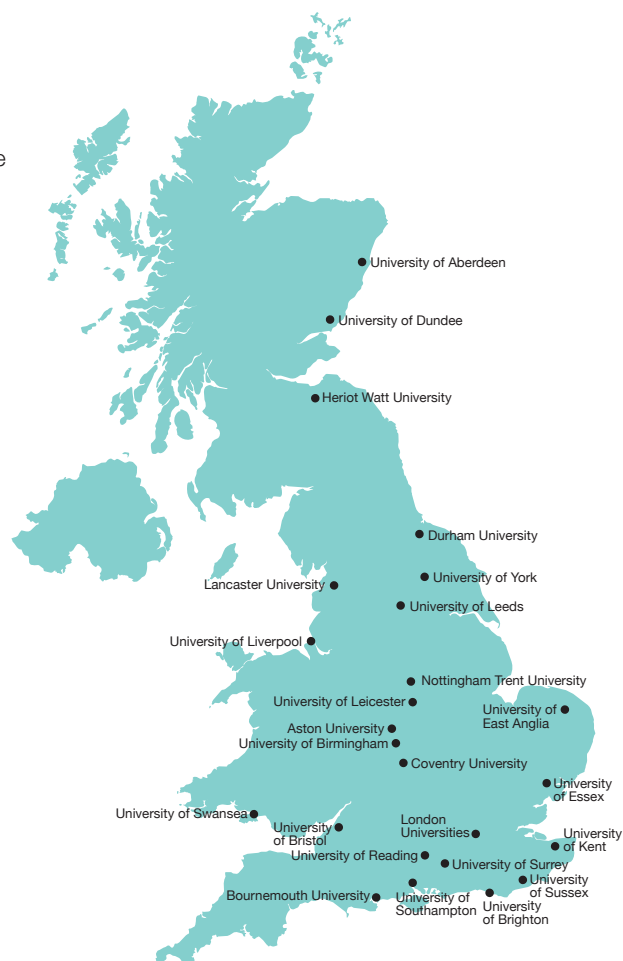 e
University of Aberdeen
University of Dundee
Heriot Watt University
Durham University
University of York
Lancaster University
University of Leeds
University of Liverpool
Nottingham Trent University
University of Leicester
University of
East Anglia
Aston University
University of Birmingham
Coventry University
University
of Essex
University of Swansea
University
of Bristol
London
Universities
University
of Kent
University of Reading
University of Surrey
University
of Sussex
Bournemouth University
University of
Southampton
University
of Brighton